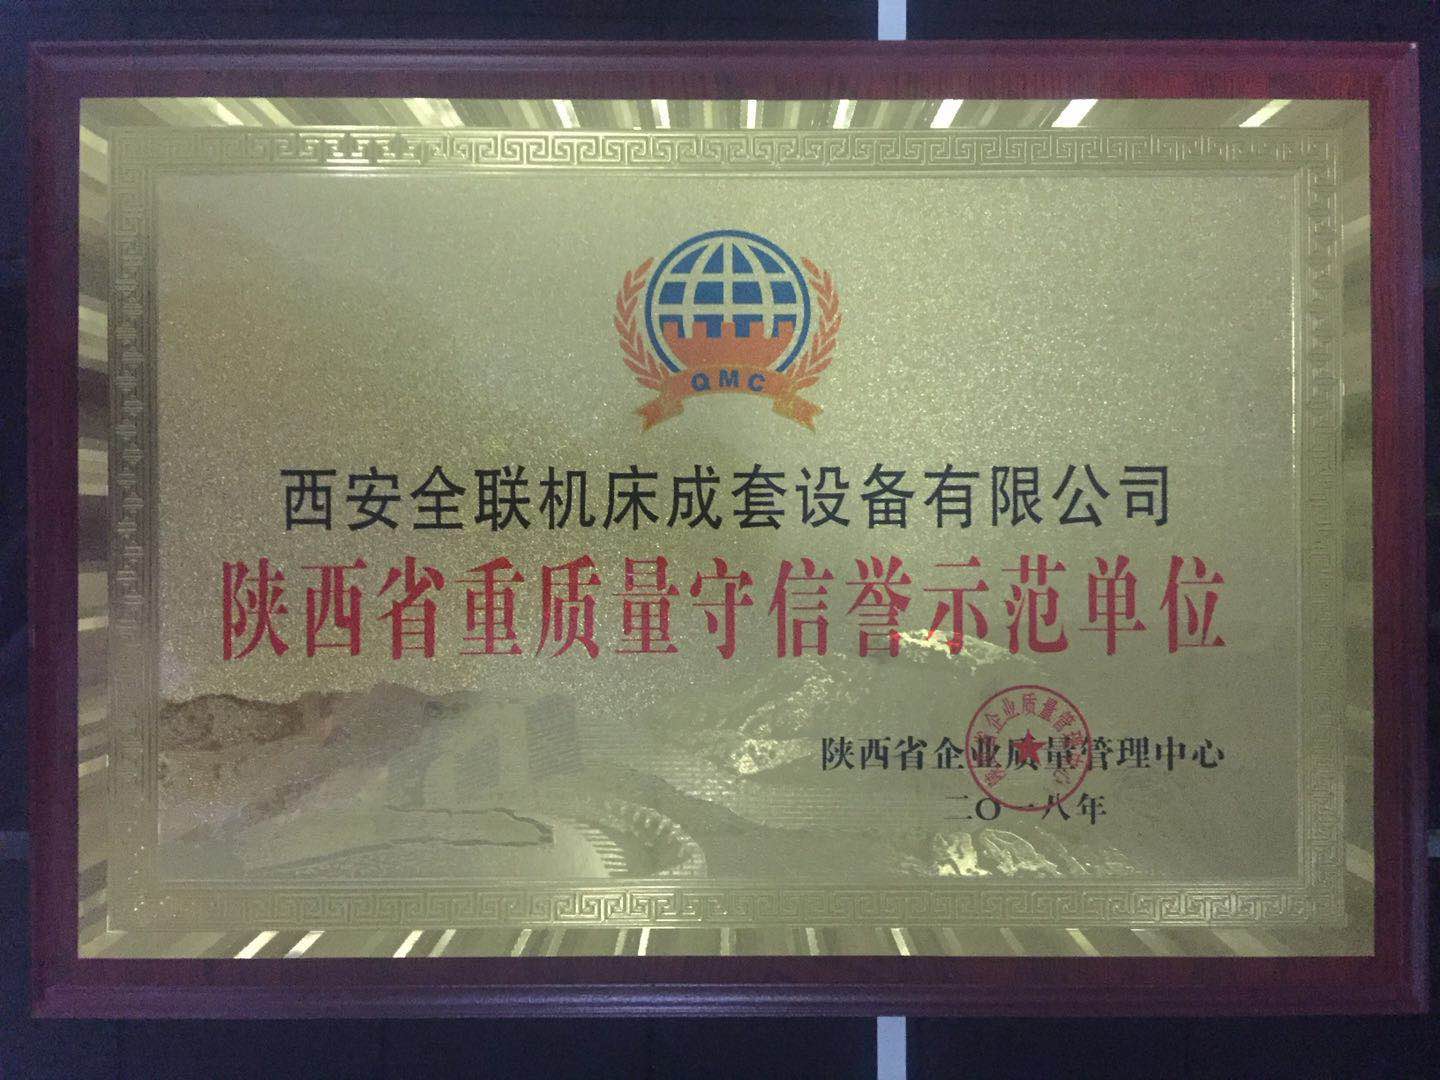 QMC
西安全联机床成套设备有限公司
陕西省重质量守信誉示范单位
陕西省企业质量管理中心
二〇一八年